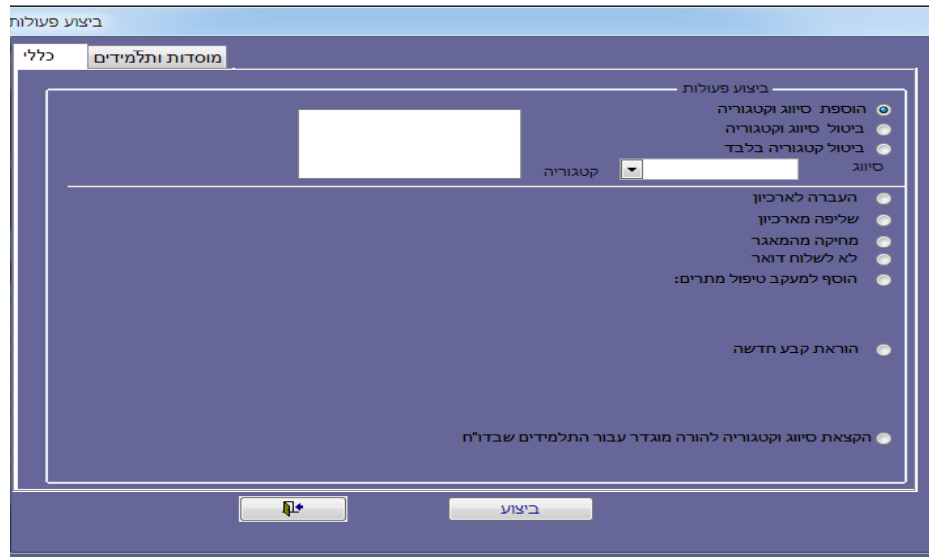 ביצוע פעולות
כללי
מוסדות ותלמידים
ביצוע פעולות
הוספת סיווג וקטגוריה
ביטול סיווג וקטגוריה
ביטול קטגוריה בלבד
סיווג
קטגוריה
העברה לארכיון
שליפה מארכיון
מחיקה מהמאגר
לא לשלוח דואר
הוסף למעקב טיפול מתרים:
הוראת קבע חדשה
הקצאת סיווג וקטגוריה להורה מוגדר עבור התלמידים שבדו"ח
ביצוע